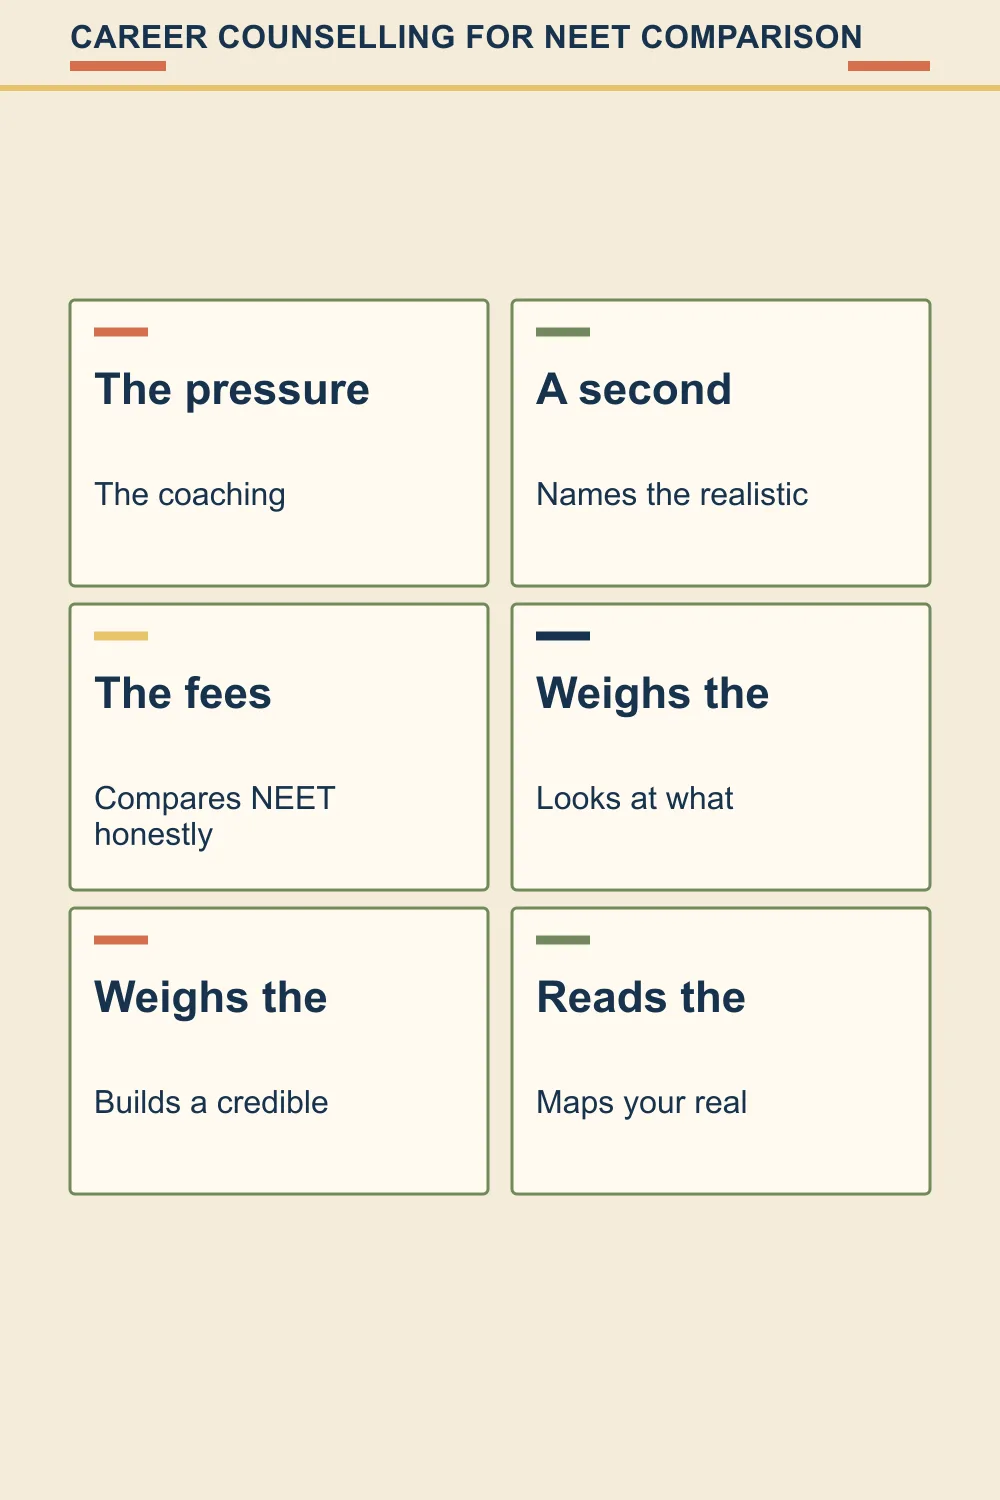 CAREER COUNSELLING FOR NEET COMPARISON
The pressure
The coaching
A second
Names the realistic
The fees
Compares NEET
honestly
Weighs the
Looks at what
Weighs the
Builds a credible
Reads the
Maps your real